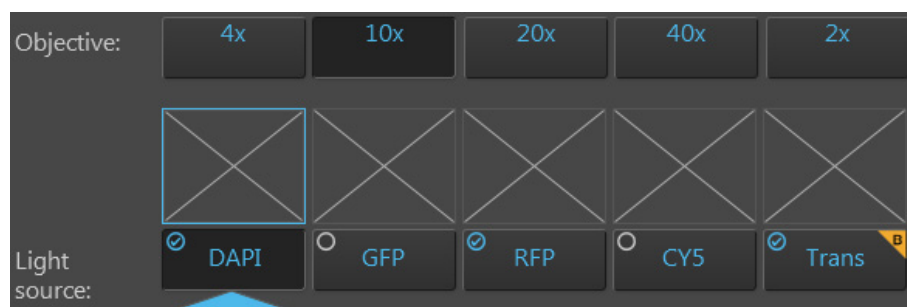 Objective: 4x 10x 20x 40x 2x
DAPI GFP RFP CY5 Trans B
Light
source: